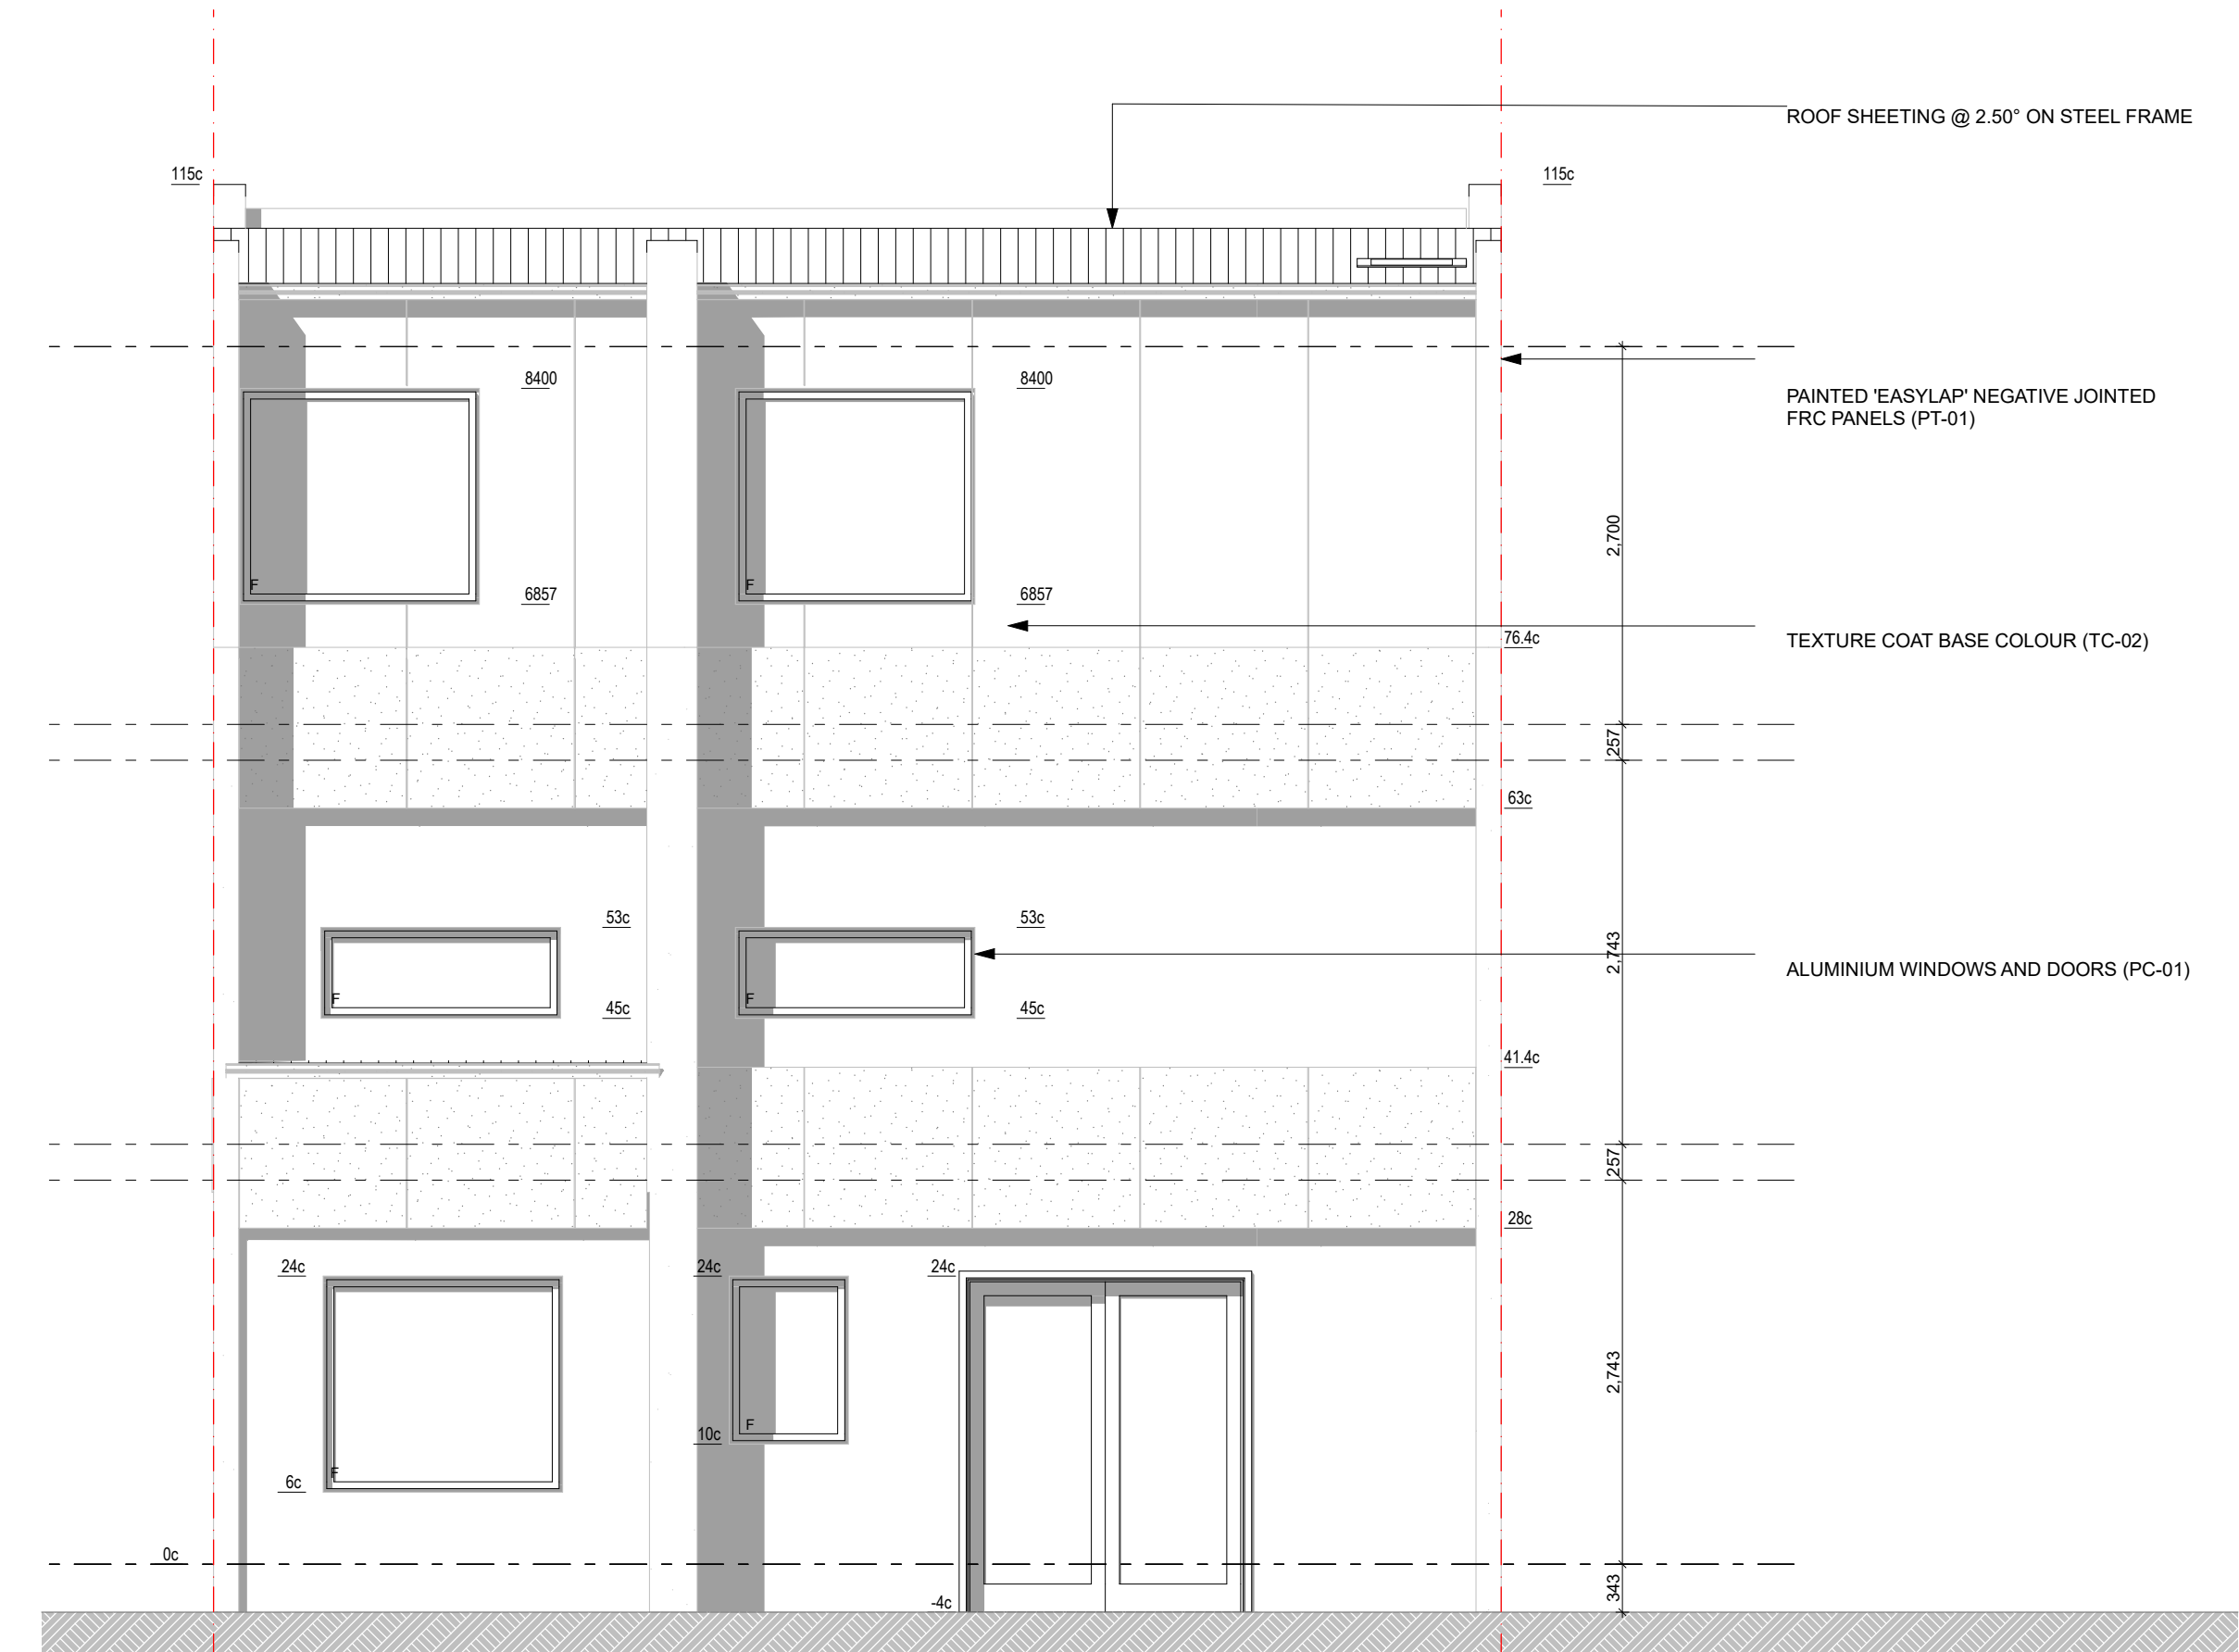 ROOF SHEETING @ 2.50° ON STEEL FRAME
115c
115c
8400
8400
PAINTED 'EASYLAP' NEGATIVE JOINTED
FRC PANELS (PT-01)
2,700
F
F
6857
6857
76.4c
TEXTURE COAT BASE COLOUR (TC-02)
257
63c
53c
53c
2,743
ALUMINIUM WINDOWS AND DOORS (PC-01)
F
F
45c
45c
41.4c
257
28c
24c
24c
24c
2,743
F
10c
F
6c
0c
343
-4c